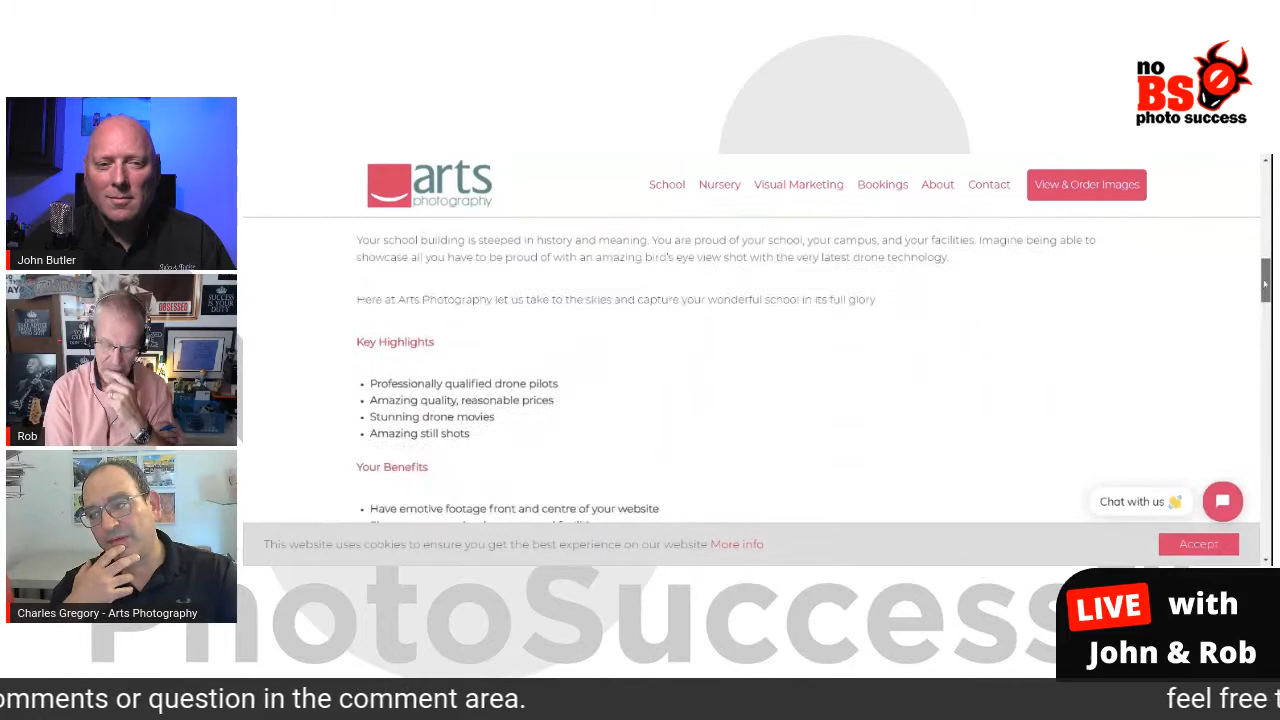 no
BS
photo success
John Butler
OBSESSED
SUCCESS
IS YOUR
DUTY
Rob
Charles Gregory - Arts Photography
arts
photography
School Nursery Visual Marketing Bookings About Contact View & Order Images
Your school building is steeped in history and meaning. You are proud of your school, your campus, and your facilities. Imagine being able to
showcase all you have to be proud of with an amazing bird's eye view shot with the very latest drone technology.
Here at Arts Photography let us take to the skies and capture your wonderful school in its full glory
Key Highlights
• Professionally qualified drone pilots
• Amazing quality, reasonable prices
• Stunning drone movies
• Amazing still shots
Your Benefits
• Have emotive footage front and centre of your website
Chat with us 👋
This website uses cookies to ensure you get the best experience on our website More info
Accept
PhotoSuccess
LIVE with
John & Rob
omments or question in the comment area.
feel free t